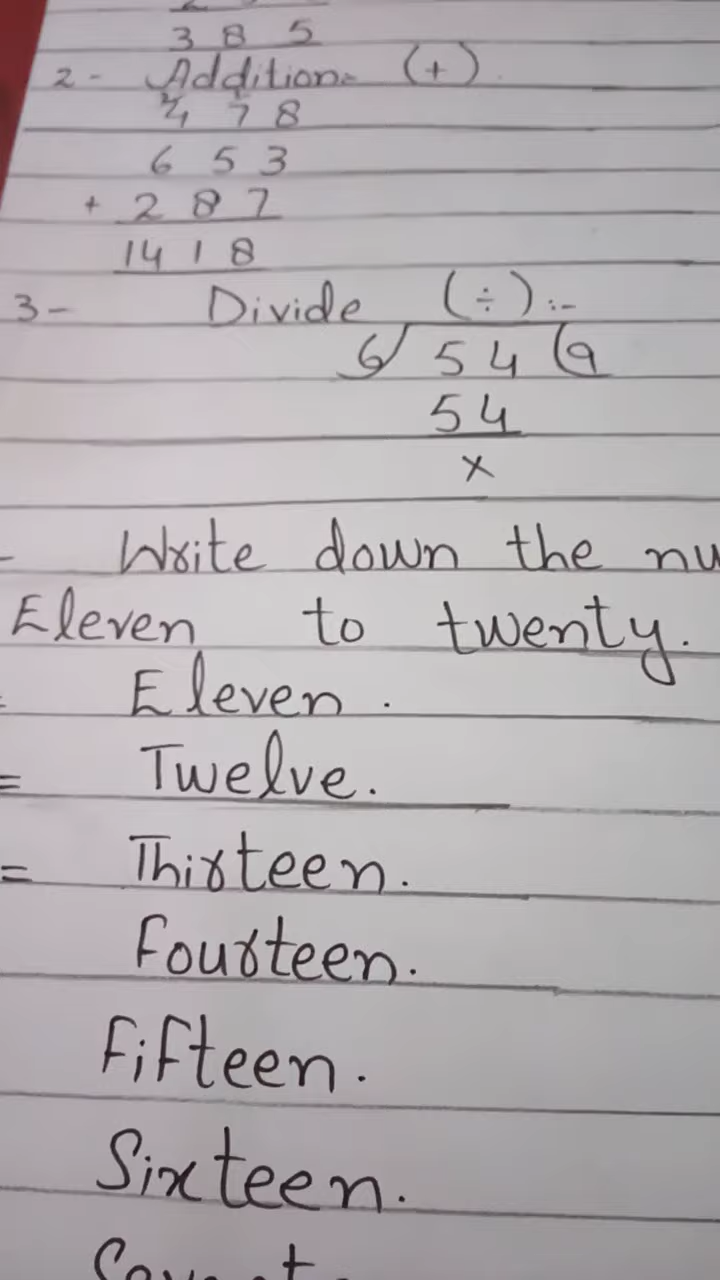 3 8 5
2- Addition (+)
4 7 8
6 5 3
+ 2 8 7
14 1 8
3- Divide (÷):-
6) 5 4 (9
5 4
x
- Write down the
Eleven to twenty.
Eleven.
= Twelve.
= Thirteen.
Fourteen.
Fifteen.
Sixteen.